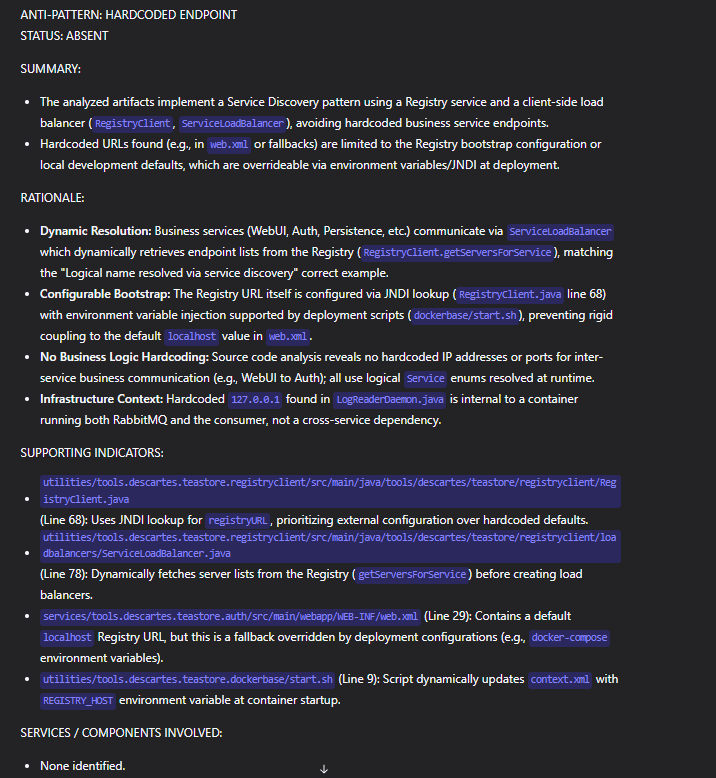 ANTI-PATTERN: HARDCODED ENDPOINT
STATUS: ABSENT
SUMMARY:
• The analyzed artifacts implement a Service Discovery pattern using a Registry service and a client-side load
balancer ( RegistryClient, ServiceLoadBalancer ), avoiding hardcoded business service endpoints.
• Hardcoded URLs found (e.g., in web.xml or fallbacks) are limited to the Registry bootstrap configuration or
local development defaults, which are overrideable via environment variables/JNDI at deployment.
RATIONALE:
• Dynamic Resolution: Business services (WebUI, Auth, Persistence, etc.) communicate via ServiceLoadBalancer
which dynamically retrieves endpoint lists from the Registry ( RegistryClient.getServersForService ), matching
the "Logical name resolved via service discovery" correct example.
• Configurable Bootstrap: The Registry URL itself is configured via JNDI lookup ( RegistryClient.java line 68)
with environment variable injection supported by deployment scripts ( dockerbase/start.sh ), preventing rigid
coupling to the default localhost value in web.xml .
• No Business Logic Hardcoding: Source code analysis reveals no hardcoded IP addresses or ports for inter-
service business communication (e.g., WebUI to Auth); all use logical Service enums resolved at runtime.
• Infrastructure Context: Hardcoded 127.0.0.1 found in LogReaderDaemon.java is internal to a container
running both RabbitMQ and the consumer, not a cross-service dependency.
SUPPORTING INDICATORS:
• utilities/tools.descartes.teastore.registryclient/src/main/java/tools/descartes/teastore/registryclient/Reg
istryClient.java
(Line 68): Uses JNDI lookup for registryURL , prioritizing external configuration over hardcoded defaults.
• utilities/tools.descartes.teastore.registryclient/src/main/java/tools/descartes/teastore/registryclient/loa
dbalancers/ServiceLoadBalancer.java
(Line 78): Dynamically fetches server lists from the Registry ( getServersForService ) before creating load
balancers.
• services/tools.descartes.teastore.auth/src/main/webapp/WEB-INF/web.xml (Line 29): Contains a default
localhost Registry URL, but this is a fallback overridden by deployment configurations (e.g., docker-compose
environment variables).
• utilities/tools.descartes.teastore.dockerbase/start.sh (Line 9): Script dynamically updates context.xml with
REGISTRY_HOST environment variable at container startup.
SERVICES / COMPONENTS INVOLVED:
• None identified.